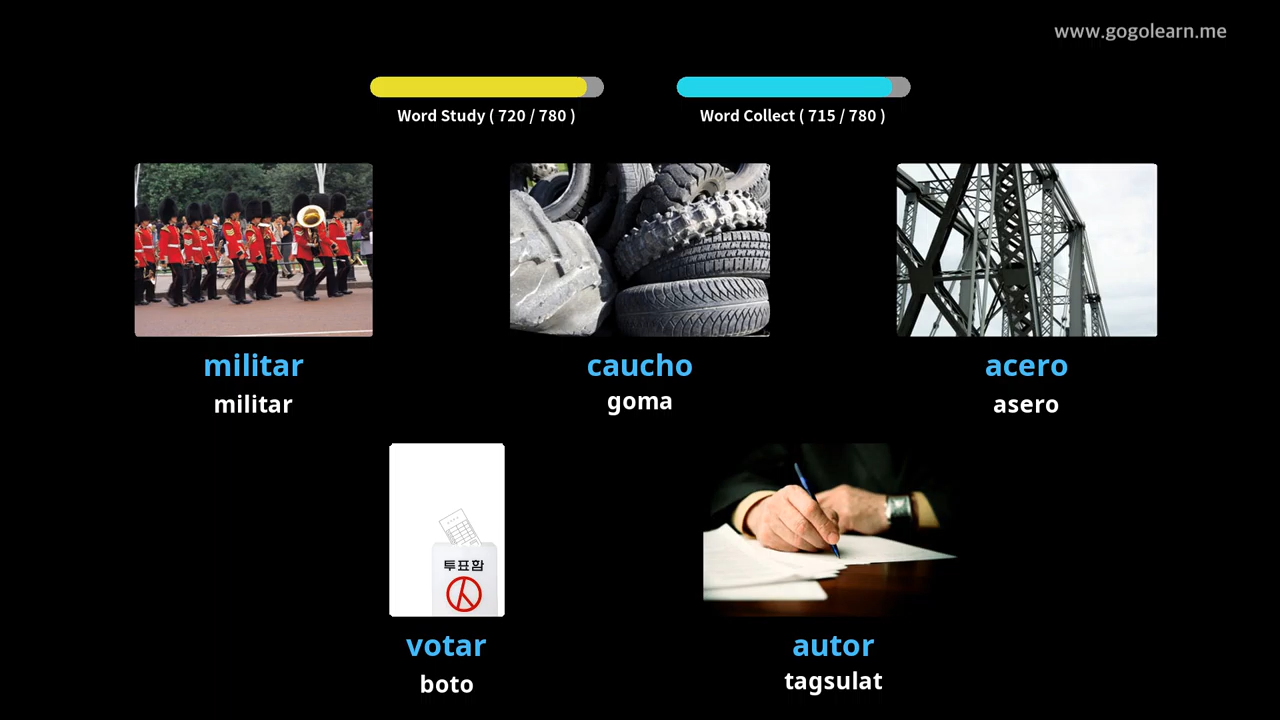 www.gogolearn.me
Word Study ( 720 / 780 )
Word Collect ( 715 / 780 )
militar
militar
caucho
goma
acero
asero
투표함
votar
boto
autor
tagsulat